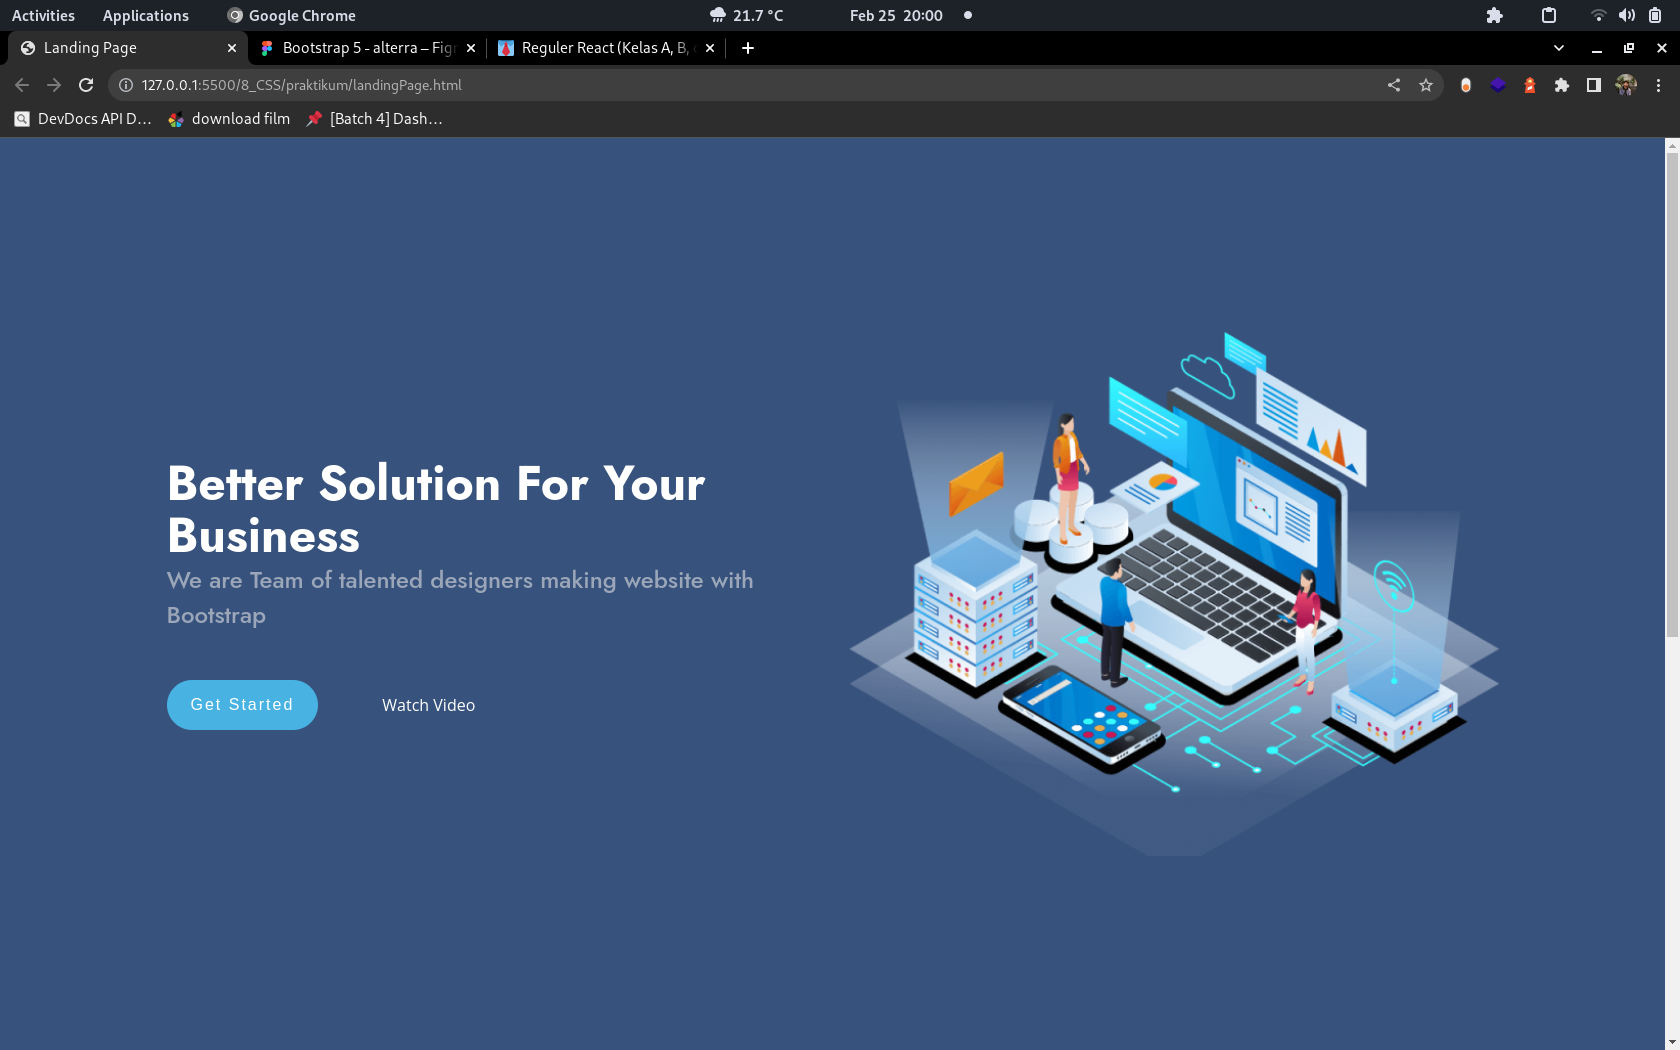 Activities Applications Google Chrome 21.7 °C Feb 25 20:00
Landing Page Bootstrap 5 - alterra – Figm Reguler React (Kelas A, B,
127.0.0.1:5500/8_CSS/praktikum/landingPage.html
DevDocs API D... download film [Batch 4] Dash...
Better Solution For Your
Business
We are Team of talented designers making website with
Bootstrap
Get Started Watch Video